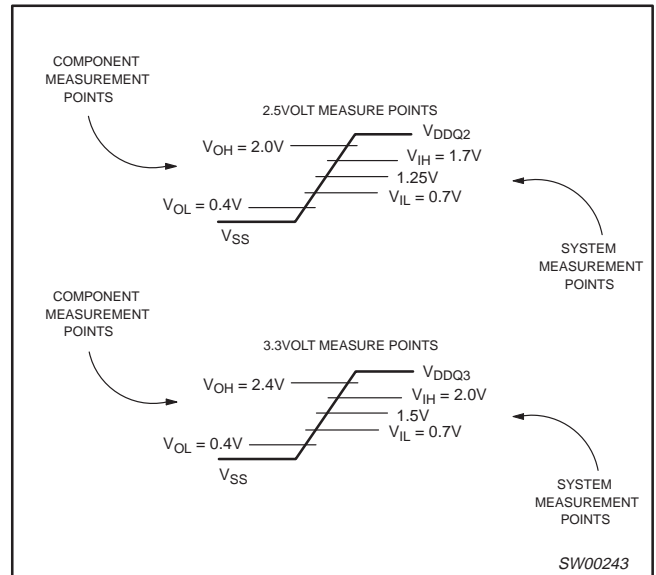 COMPONENT
MEASUREMENT
POINTS
2.5VOLT MEASURE POINTS
VOH = 2.0V
VDDQ2
VIH = 1.7V
1.25V
VOL = 0.4V
VIL = 0.7V
VSS
SYSTEM
MEASUREMENT
POINTS
COMPONENT
MEASUREMENT
POINTS
3.3VOLT MEASURE POINTS
VOH = 2.4V
VDDQ3
VIH = 2.0V
1.5V
VOL = 0.4V
VIL = 0.7V
VSS
SYSTEM
MEASUREMENT
POINTS
SW00243